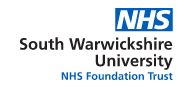 NHS
South Warwickshire
University
NHS Foundation Trust